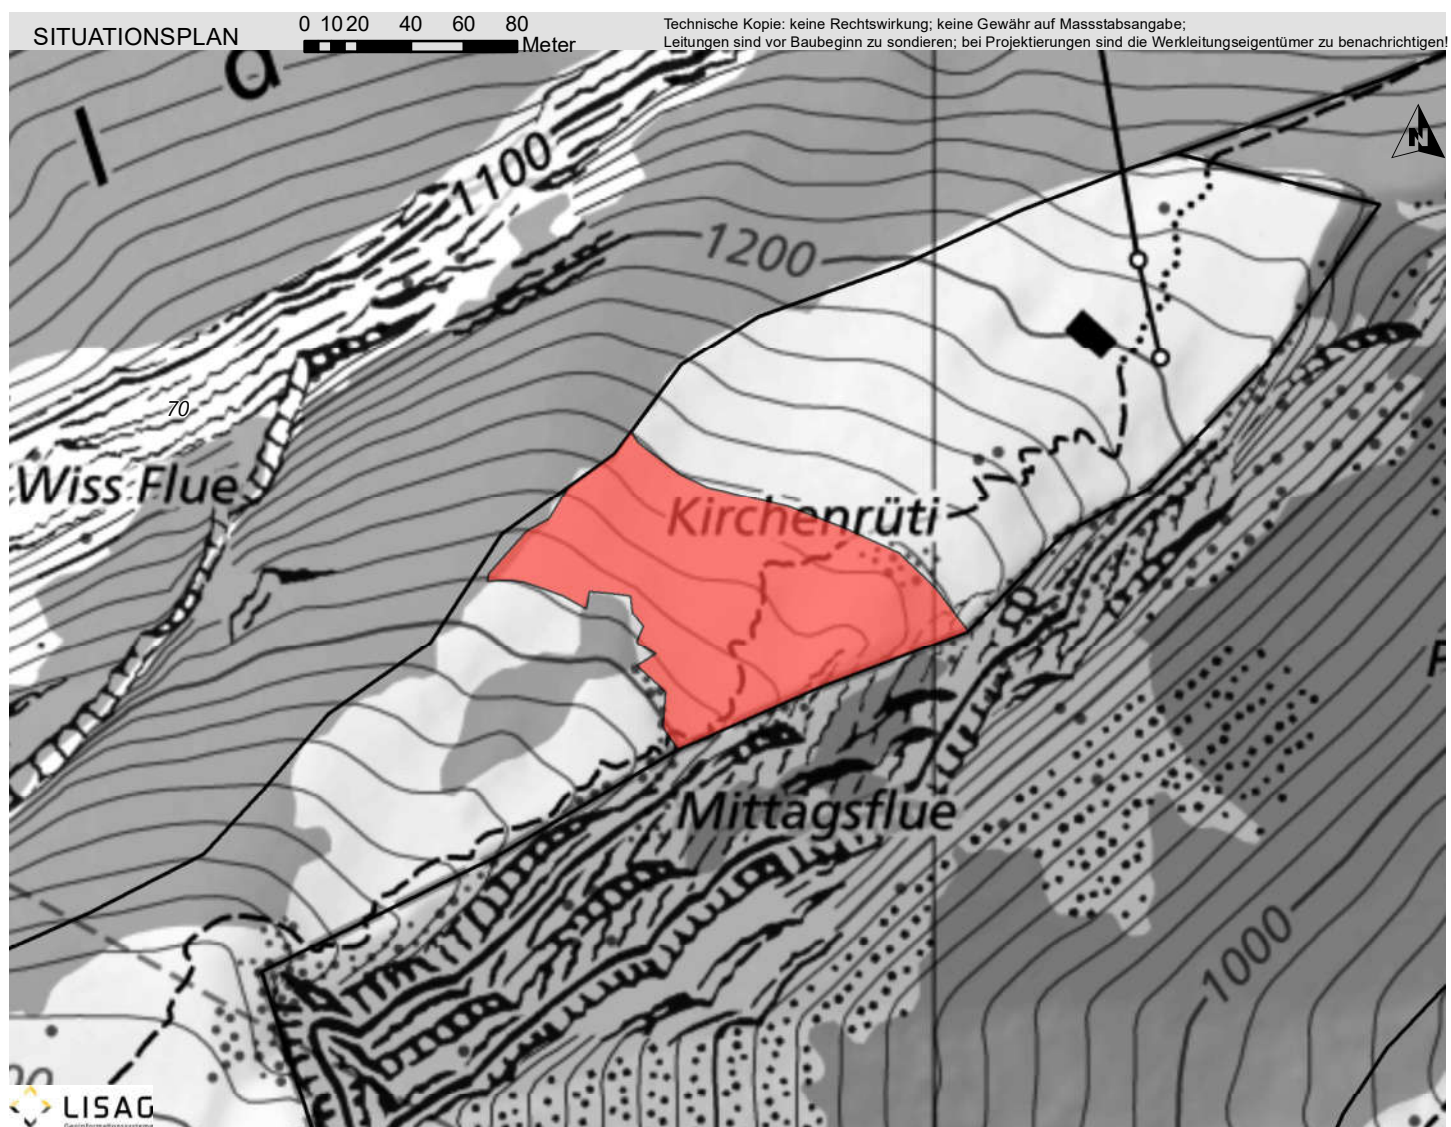 SITUATIONSPLAN
0 10 20 40 60 80
Meter
Technische Kopie: keine Rechtswirkung; keine Gewähr auf Massstabsangabe;
Leitungen sind vor Baubeginn zu sondieren; bei Projektierungen sind die Werkleitungseigentümer zu benachrichtigen!
l a
N
1100
1200
70
Wiss Flue
Kirchenrüti
Mittagsflue
1000
LISAG
Geoinformationssysteme